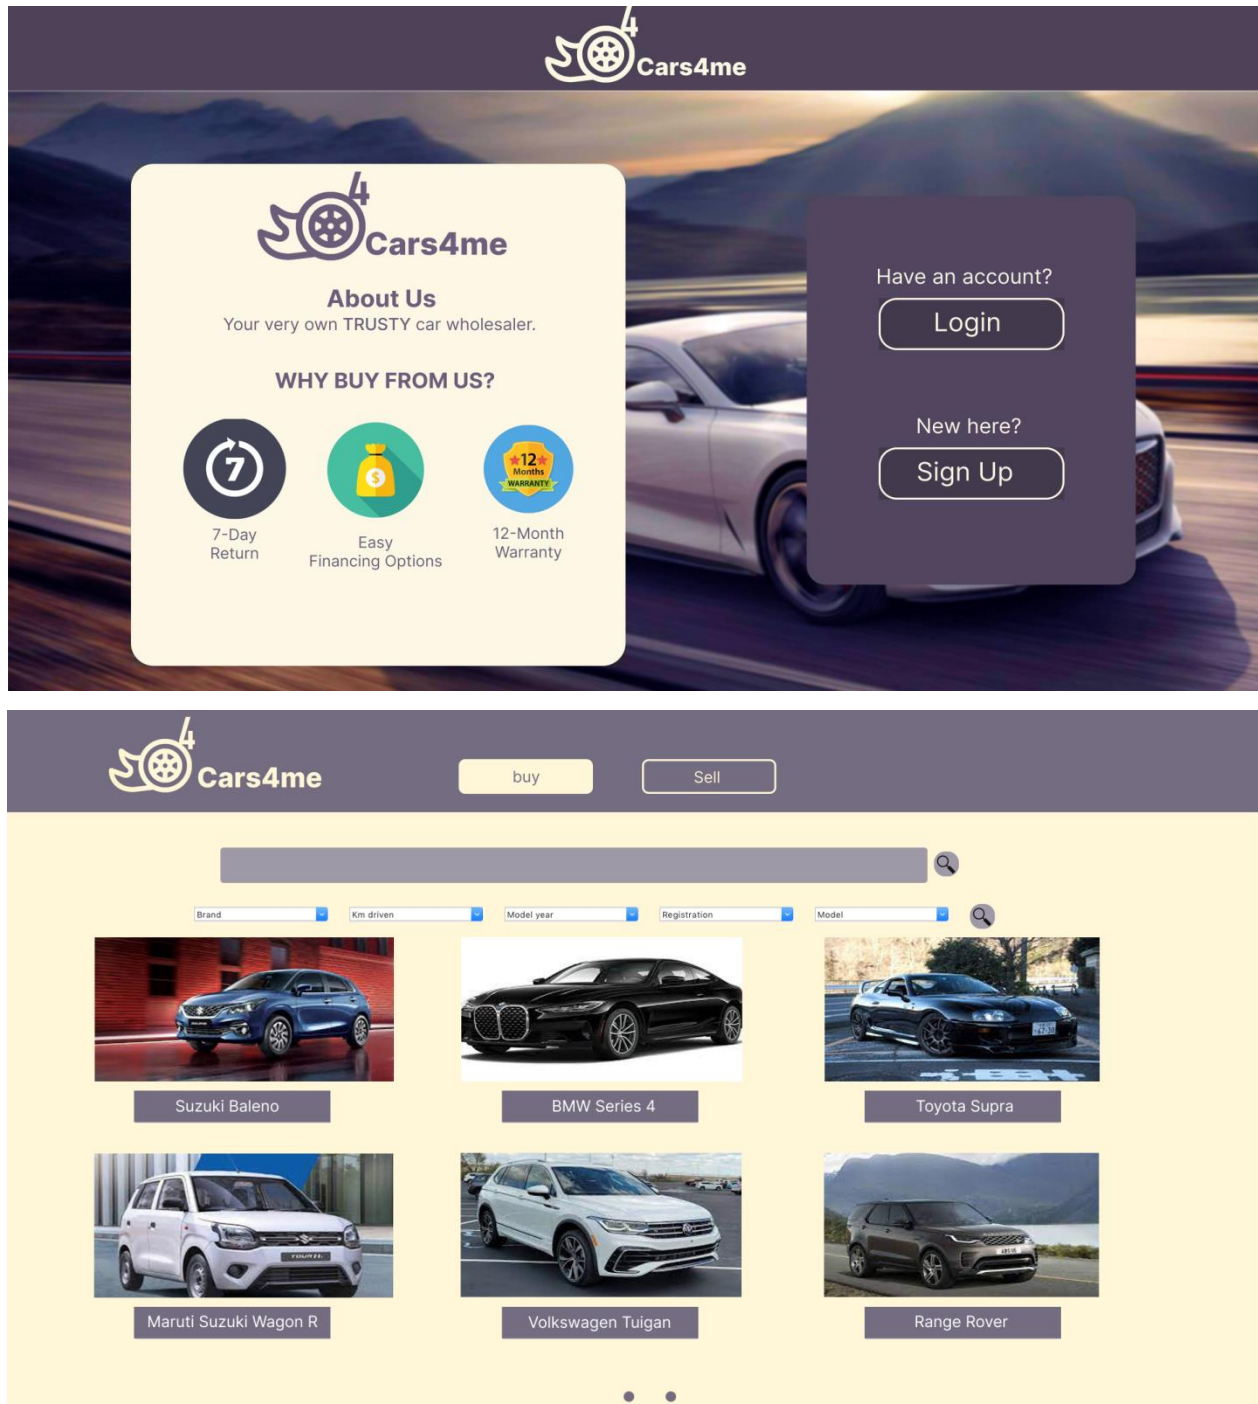 4
Cars4me
4
Cars4me
About Us
Your very own TRUSTY car wholesaler.
WHY BUY FROM US?
7
12
Months
WARRANTY
$
7-Day
Return
Easy
Financing Options
12-Month
Warranty
Have an account?
Login
New here?
Sign Up
4
Cars4me
buy
Sell
Brand
Km driven
Model year
Registration
Model
Suzuki Baleno
BMW Series 4
Toyota Supra
TOUR H
Maruti Suzuki Wagon R
Volkswagen Tuigan
Range Rover